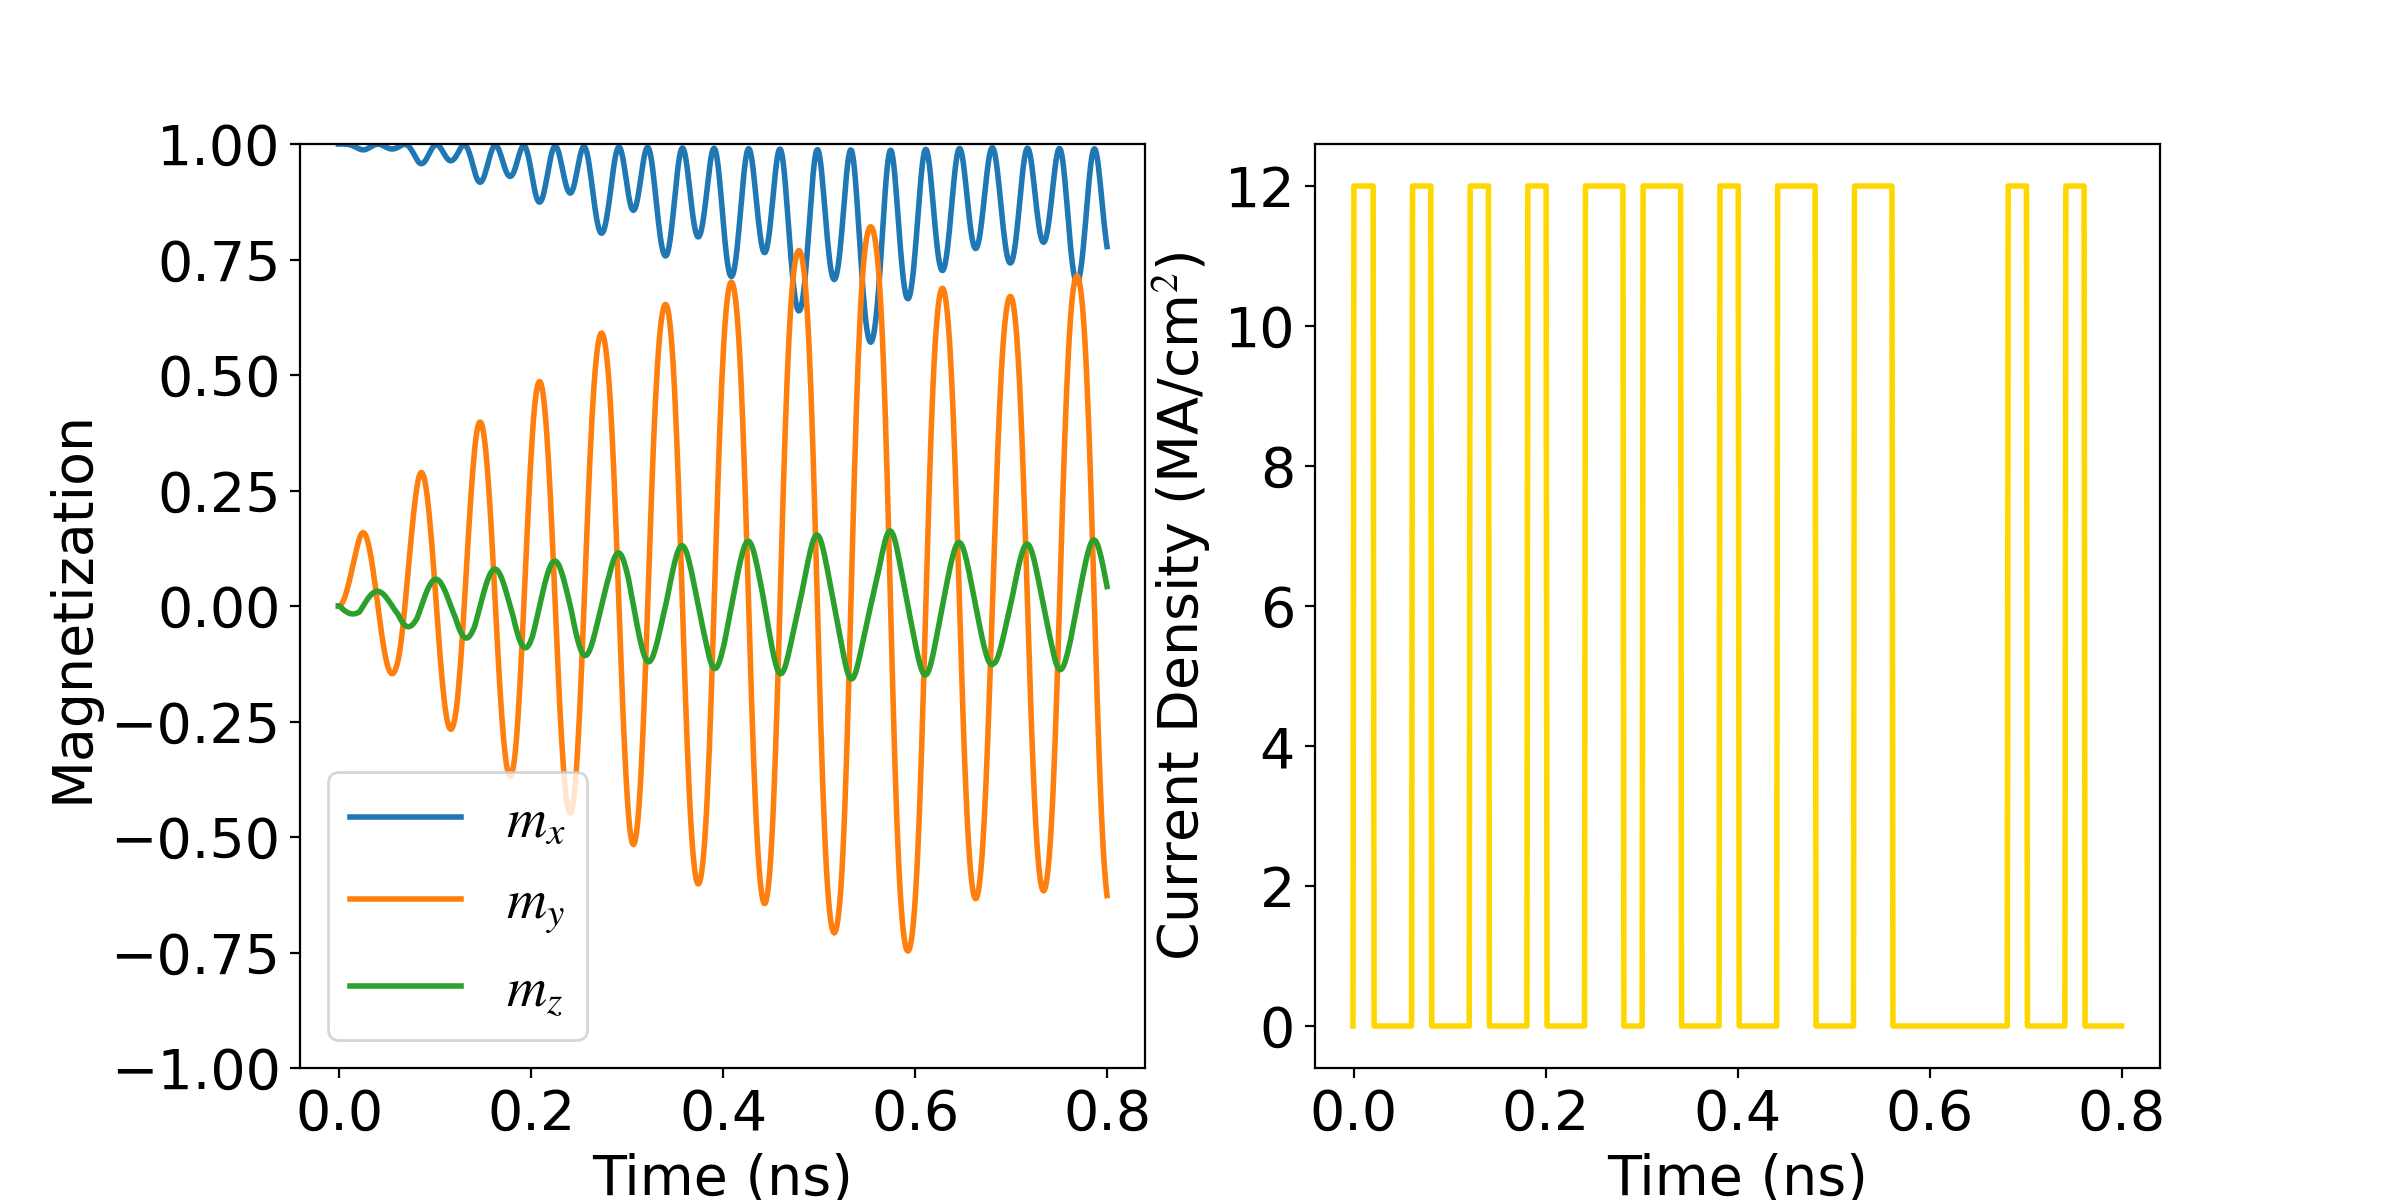 1.00
0.75
0.50
0.25
0.00
−0.25
−0.50
−0.75
−1.00
Magnetization
m_x
m_y
m_z
0.0 0.2 0.4 0.6 0.8
Time (ns)
12
10
8
6
4
2
0
Current Density (MA/cm²)
0.0 0.2 0.4 0.6 0.8
Time (ns)